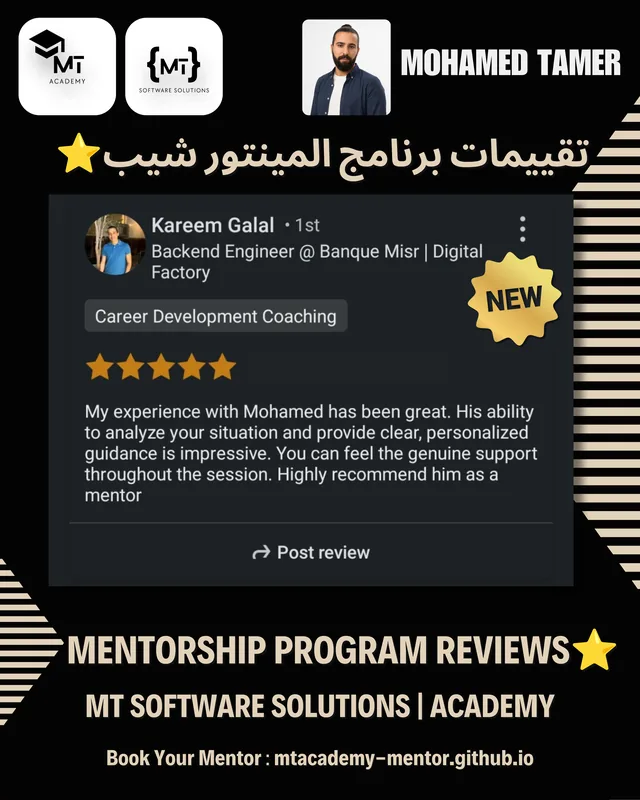 MT
ACADEMY
{MT}
SOFTWARE SOLUTIONS
MOHAMED TAMER
تقييمات برنامج المينتور شيب⭐
Kareem Galal • 1st
Backend Engineer @ Banque Misr | Digital
Factory
NEW
Career Development Coaching
My experience with Mohamed has been great. His ability
to analyze your situation and provide clear, personalized
guidance is impressive. You can feel the genuine support
throughout the session. Highly recommend him as a
mentor
Post review
MENTORSHIP PROGRAM REVIEWS⭐
MT SOFTWARE SOLUTIONS | ACADEMY
Book Your Mentor : mtacademy-mentor.github.io